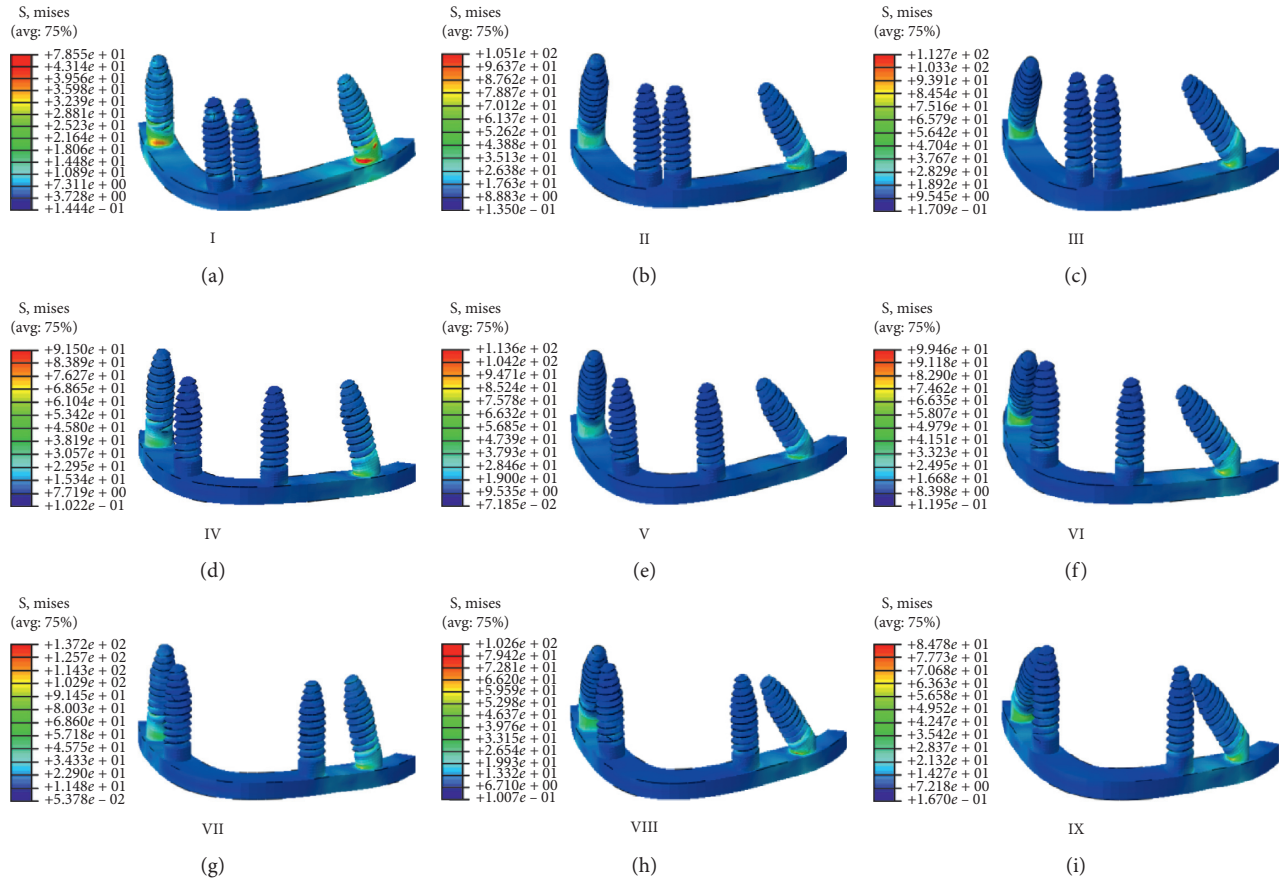 S, mises
(avg: 75%)
+7.855e + 01
+4.314e + 01
+3.956e + 01
+3.598e + 01
+3.239e + 01
+2.881e + 01
+2.523e + 01
+2.164e + 01
+1.806e + 01
+1.448e + 01
+1.089e + 01
+7.311e + 00
+3.728e + 00
+1.444e – 01
I
(a)
S, mises
(avg: 75%)
+1.051e + 02
+9.637e + 01
+8.762e + 01
+7.887e + 01
+7.012e + 01
+6.137e + 01
+5.262e + 01
+4.388e + 01
+3.513e + 01
+2.638e + 01
+1.763e + 01
+8.883e + 00
+1.350e – 01
II
(b)
S, mises
(avg: 75%)
+1.127e + 02
+1.033e + 02
+9.391e + 01
+8.454e + 01
+7.516e + 01
+6.579e + 01
+5.642e + 01
+4.704e + 01
+3.767e + 01
+2.829e + 01
+1.892e + 01
+9.545e + 00
+1.709e – 01
III
(c)
S, mises
(avg: 75%)
+9.150e + 01
+8.389e + 01
+7.627e + 01
+6.865e + 01
+6.104e + 01
+5.342e + 01
+4.580e + 01
+3.819e + 01
+3.057e + 01
+2.295e + 01
+1.534e + 01
+7.719e + 00
+1.022e – 01
IV
(d)
S, mises
(avg: 75%)
+1.136e + 02
+1.042e + 02
+9.471e + 01
+8.524e + 01
+7.578e + 01
+6.632e + 01
+5.685e + 01
+4.739e + 01
+3.793e + 01
+2.846e + 01
+1.900e + 01
+9.535e + 00
+7.185e – 02
V
(e)
S, mises
(avg: 75%)
+9.946e + 01
+9.118e + 01
+8.290e + 01
+7.462e + 01
+6.635e + 01
+5.807e + 01
+4.979e + 01
+4.151e + 01
+3.323e + 01
+2.495e + 01
+1.668e + 01
+8.398e + 00
+1.195e – 01
VI
(f)
S, mises
(avg: 75%)
+1.372e + 02
+1.257e + 02
+1.143e + 02
+1.029e + 02
+9.145e + 01
+8.003e + 01
+6.860e + 01
+5.718e + 01
+4.575e + 01
+3.433e + 01
+2.290e + 01
+1.148e + 01
+5.378e – 02
VII
(g)
S, mises
(avg: 75%)
+1.026e + 02
+7.942e + 01
+7.281e + 01
+6.620e + 01
+5.959e + 01
+5.298e + 01
+4.637e + 01
+3.976e + 01
+3.315e + 01
+2.654e + 01
+1.993e + 01
+1.332e + 01
+6.710e + 00
+1.007e – 01
VIII
(h)
S, mises
(avg: 75%)
+8.478e + 01
+7.773e + 01
+7.068e + 01
+6.363e + 01
+5.658e + 01
+4.952e + 01
+4.247e + 01
+3.542e + 01
+2.837e + 01
+2.132e + 01
+1.427e + 01
+7.218e + 00
+1.670e – 01
IX
(i)